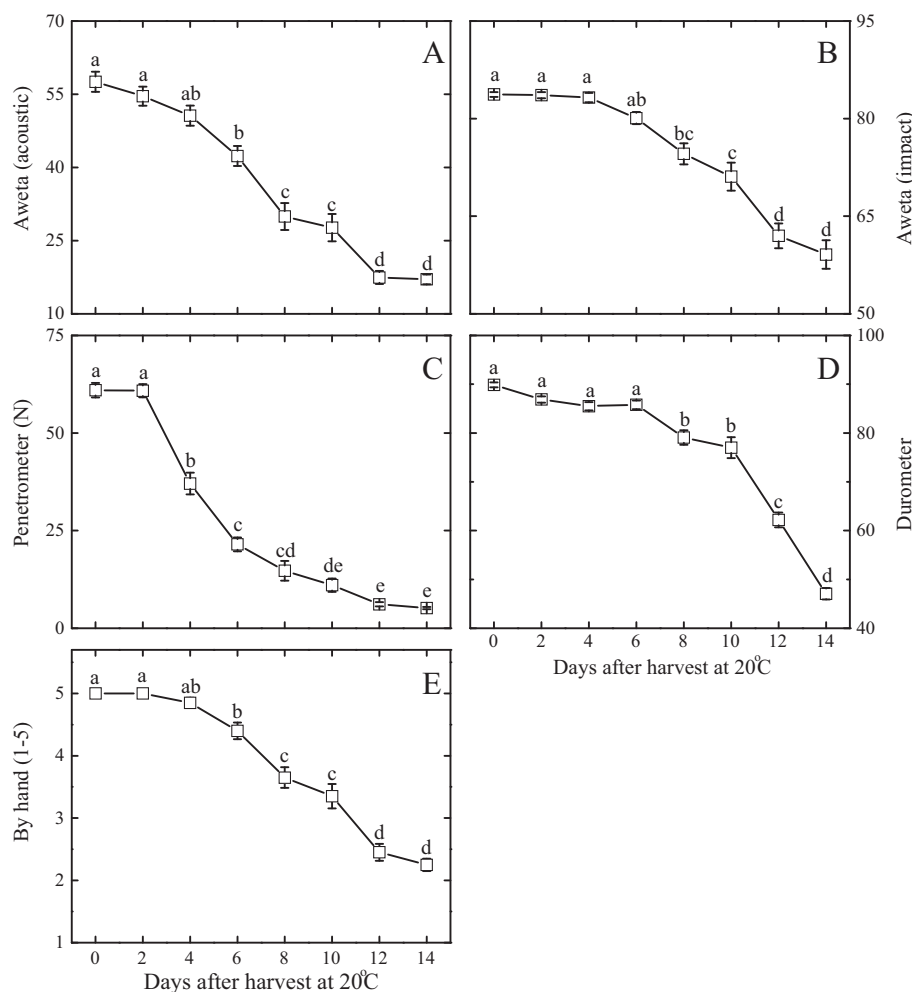 A
Aweta (acoustic)
70
55
40
25
10
a
a
ab
b
c
c
d
d
B
Aweta (impact)
95
80
65
50
a
a
a
ab
bc
c
d
d
C
Penetrometer (N)
75
50
25
0
a
a
b
c
cd
de
e
e
D
Durometer
100
80
60
40
a
a
a
a
b
b
c
d
0 2 4 6 8 10 12 14
Days after harvest at 20°C
E
By hand (1-5)
5
4
3
2
1
a
a
ab
b
c
c
d
d
0 2 4 6 8 10 12 14
Days after harvest at 20°C